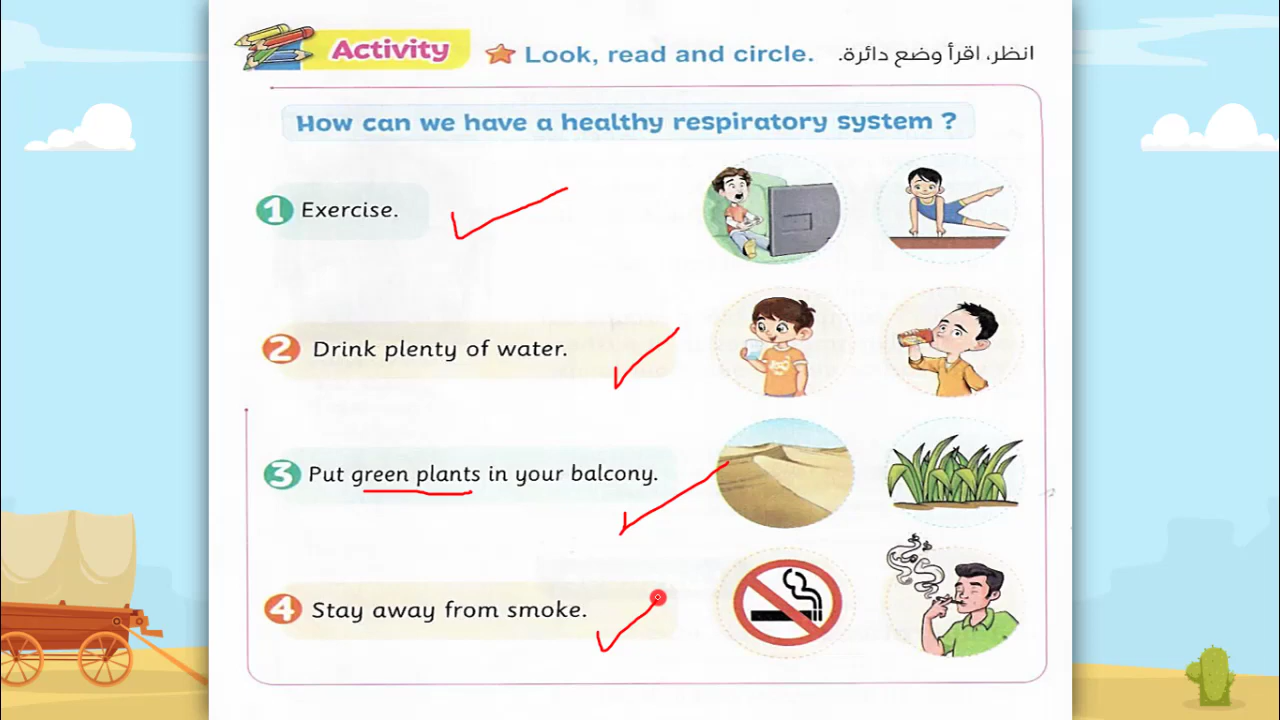 Activity
Look, read and circle.
انظر، اقرأ وضع دائرة.
How can we have a healthy respiratory system ?
1 Exercise.
2 Drink plenty of water.
3 Put green plants in your balcony.
4 Stay away from smoke.